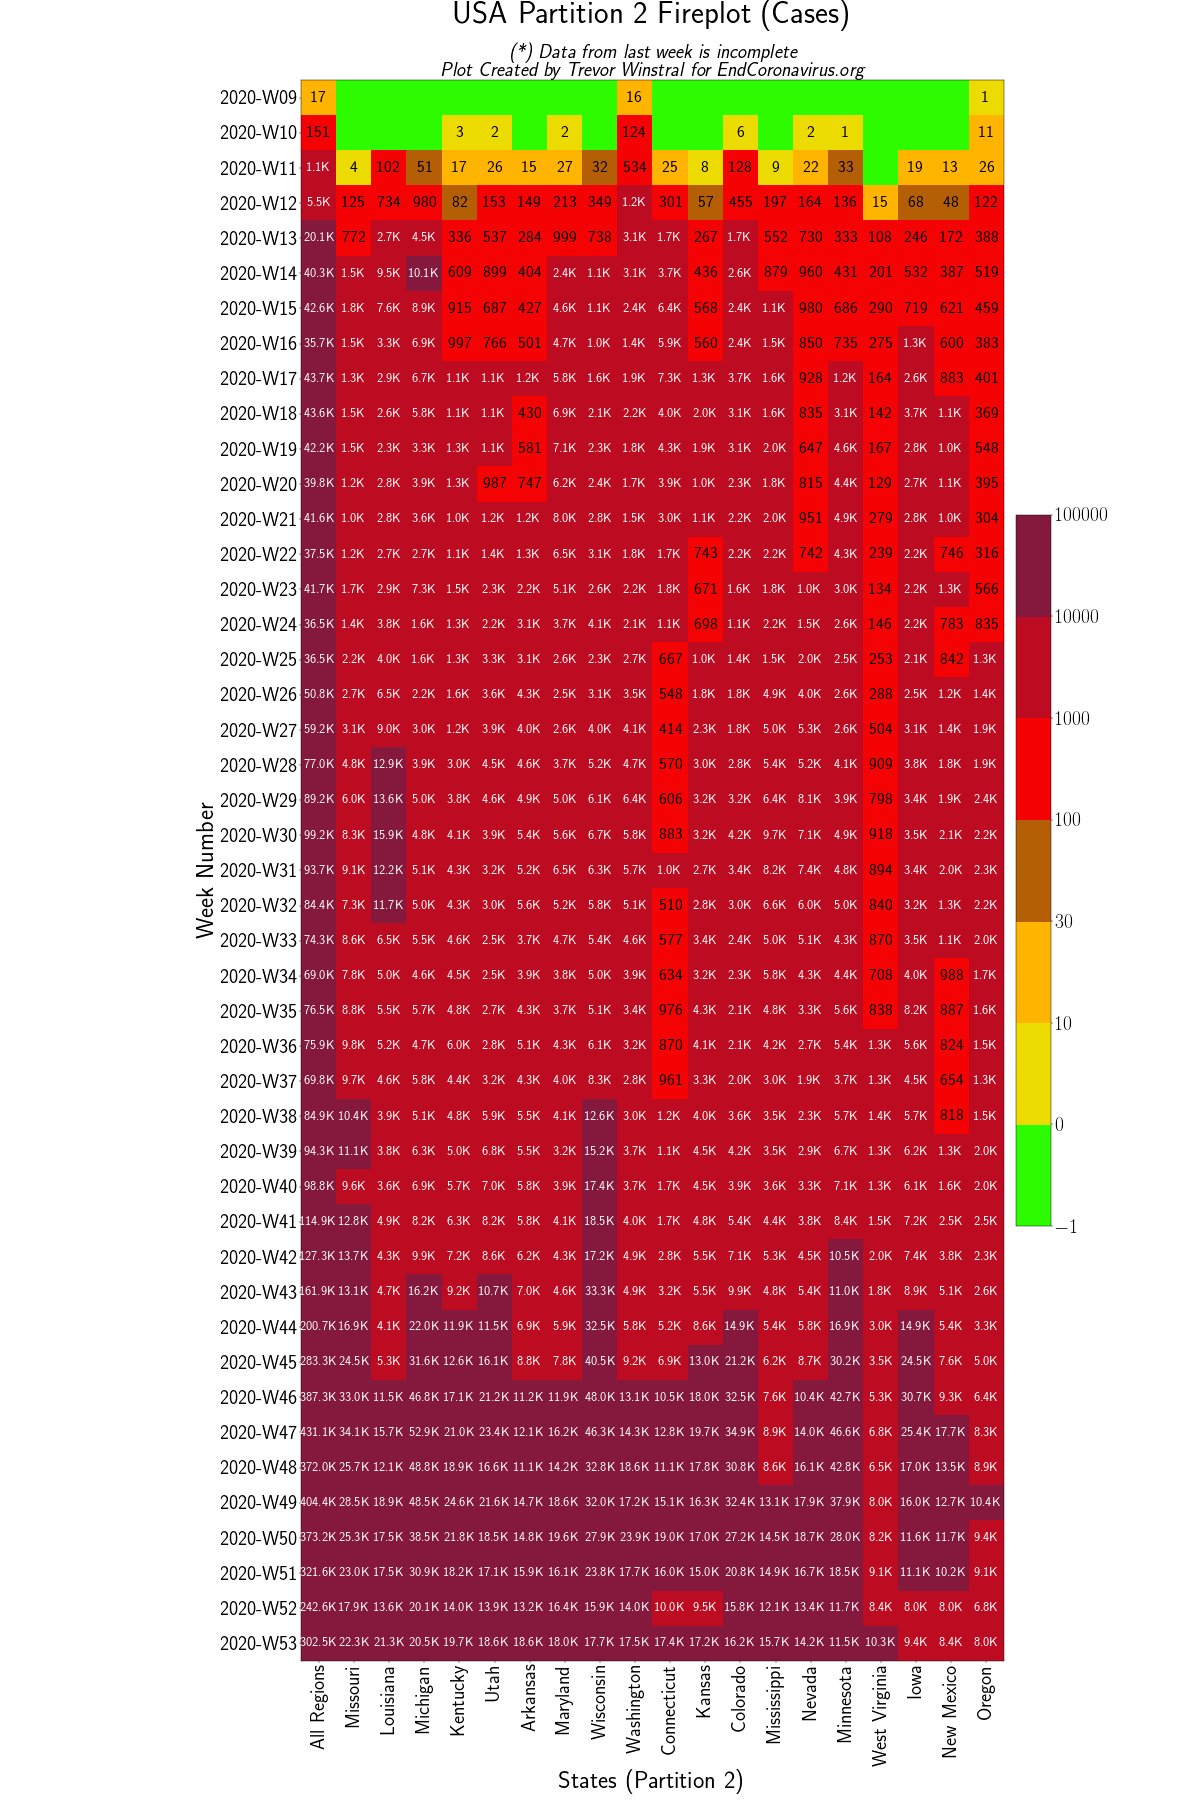 USA Partition 2 Fireplot (Cases)
(*) Data from last week is incomplete
Plot Created by Trevor Winstral for EndCoronavirus.org
2020-W09 17 16 1
2020-W10 151 3 2 2 124 6 2 1 11
2020-W11 1.1K 4 102 51 17 26 15 27 32 534 25 8 128 9 22 33 19 13 26
2020-W12 5.5K 125 734 980 82 153 149 213 349 1.2K 301 57 455 197 164 136 15 68 48 122
2020-W13 20.1K 772 2.7K 4.5K 336 537 284 999 738 3.1K 1.7K 267 1.7K 552 730 333 108 246 172 388
2020-W14 40.3K 1.5K 9.5K 10.1K 609 899 404 2.4K 1.1K 3.1K 3.7K 436 2.6K 879 960 431 201 532 387 519
2020-W15 42.6K 1.8K 7.6K 8.9K 915 687 427 4.6K 1.1K 2.4K 6.4K 568 2.4K 1.1K 980 686 290 719 621 459
2020-W16 35.7K 1.5K 3.3K 6.9K 997 766 501 4.7K 1.0K 1.4K 5.9K 560 2.4K 1.5K 850 735 275 1.3K 600 383
2020-W17 43.7K 1.3K 2.9K 6.7K 1.1K 1.1K 1.2K 5.8K 1.6K 1.9K 7.3K 1.3K 3.7K 1.6K 928 1.2K 164 2.6K 883 401
2020-W18 43.6K 1.5K 2.6K 5.8K 1.1K 1.1K 430 6.9K 2.1K 2.2K 4.0K 2.0K 3.1K 1.6K 835 3.1K 142 3.7K 1.1K 369
2020-W19 42.2K 1.5K 2.3K 3.3K 1.3K 1.1K 581 7.1K 2.3K 1.8K 4.3K 1.9K 3.1K 2.0K 647 4.6K 167 2.8K 1.0K 548
2020-W20 39.8K 1.2K 2.8K 3.9K 1.3K 987 747 6.2K 2.4K 1.7K 3.9K 1.0K 2.3K 1.8K 815 4.4K 129 2.7K 1.1K 395
2020-W21 41.6K 1.0K 2.8K 3.6K 1.0K 1.2K 1.2K 8.0K 2.8K 1.5K 3.0K 1.1K 2.2K 2.0K 951 4.9K 279 2.8K 1.0K 304
2020-W22 37.5K 1.2K 2.7K 2.7K 1.1K 1.4K 1.3K 6.5K 3.1K 1.8K 1.7K 743 2.2K 2.2K 742 4.3K 239 2.2K 746 316
2020-W23 41.7K 1.7K 2.9K 7.3K 1.5K 2.3K 2.2K 5.1K 2.6K 2.2K 1.8K 671 1.6K 1.8K 1.0K 3.0K 134 2.2K 1.3K 566
2020-W24 36.5K 1.4K 3.8K 1.6K 1.3K 2.2K 3.1K 3.7K 4.1K 2.1K 1.1K 698 1.1K 2.2K 1.5K 2.6K 146 2.2K 783 835
2020-W25 36.5K 2.2K 4.0K 1.6K 1.3K 3.3K 3.1K 2.6K 2.3K 2.7K 667 1.0K 1.4K 1.5K 2.0K 2.5K 253 2.1K 842 1.3K
2020-W26 50.8K 2.7K 6.5K 2.2K 1.6K 3.6K 4.3K 2.5K 3.1K 3.5K 548 1.8K 1.8K 4.9K 4.0K 2.6K 288 2.5K 1.2K 1.4K
2020-W27 59.2K 3.1K 9.0K 3.0K 1.2K 3.9K 4.0K 2.6K 4.0K 4.1K 414 2.3K 1.8K 5.0K 5.3K 2.6K 504 3.1K 1.4K 1.9K
2020-W28 77.0K 4.8K 12.9K 3.9K 3.0K 4.5K 4.6K 3.7K 5.2K 4.7K 570 3.0K 2.8K 5.4K 5.2K 4.1K 909 3.8K 1.8K 1.9K
2020-W29 89.2K 6.0K 13.6K 5.0K 3.8K 4.6K 4.9K 5.0K 6.1K 6.4K 606 3.2K 3.2K 6.4K 8.1K 3.9K 798 3.4K 1.9K 2.4K
2020-W30 99.2K 8.3K 15.9K 4.8K 4.1K 3.9K 5.4K 5.6K 6.7K 5.8K 883 3.2K 4.2K 9.7K 7.1K 4.9K 918 3.5K 2.1K 2.2K
2020-W31 93.7K 9.1K 12.2K 5.1K 4.3K 3.2K 5.2K 6.5K 6.3K 5.7K 1.0K 2.7K 3.4K 8.2K 7.4K 4.8K 894 3.4K 2.0K 2.3K
2020-W32 84.4K 7.3K 11.7K 5.0K 4.3K 3.0K 5.6K 5.2K 5.8K 5.1K 510 2.8K 3.0K 6.6K 6.0K 5.0K 840 3.2K 1.3K 2.2K
2020-W33 74.3K 8.6K 6.5K 5.5K 4.6K 2.5K 3.7K 4.7K 5.4K 4.6K 577 3.4K 2.4K 5.0K 5.1K 4.3K 870 3.5K 1.1K 2.0K
2020-W34 69.0K 7.8K 5.0K 4.6K 4.5K 2.5K 3.9K 3.8K 5.0K 3.9K 634 3.2K 2.3K 5.8K 4.3K 4.4K 708 4.0K 988 1.7K
2020-W35 76.5K 8.8K 5.5K 5.7K 4.8K 2.7K 4.3K 3.7K 5.1K 3.4K 976 4.3K 2.1K 4.8K 3.3K 5.6K 838 8.2K 887 1.6K
2020-W36 75.9K 9.8K 5.2K 4.7K 6.0K 2.8K 5.1K 4.3K 6.1K 3.2K 870 4.1K 2.1K 4.2K 2.7K 5.4K 1.3K 5.6K 824 1.5K
2020-W37 69.8K 9.7K 4.6K 5.8K 4.4K 3.2K 4.3K 4.0K 8.3K 2.8K 961 3.3K 2.0K 3.0K 1.9K 3.7K 1.3K 4.5K 654 1.3K
2020-W38 84.9K 10.4K 3.9K 5.1K 4.8K 5.9K 5.5K 4.1K 12.6K 3.0K 1.2K 4.0K 3.6K 3.5K 2.3K 5.7K 1.4K 5.7K 818 1.5K
2020-W39 94.3K 11.1K 3.8K 6.3K 5.0K 6.8K 5.5K 3.2K 15.2K 3.7K 1.1K 4.5K 4.2K 3.5K 2.9K 6.7K 1.3K 6.2K 1.3K 2.0K
2020-W40 98.8K 9.6K 3.6K 6.9K 5.7K 7.0K 5.8K 3.9K 17.4K 3.7K 1.7K 4.5K 3.9K 3.6K 3.3K 7.1K 1.3K 6.1K 1.6K 2.0K
2020-W41 114.9K 12.8K 4.9K 8.2K 6.3K 8.2K 5.8K 4.1K 18.5K 4.0K 1.7K 4.8K 5.4K 4.4K 3.8K 8.4K 1.5K 7.2K 2.5K 2.5K
2020-W42 127.3K 13.7K 4.3K 9.9K 7.2K 8.6K 6.2K 4.3K 17.2K 4.9K 2.8K 5.5K 7.1K 5.3K 4.5K 10.5K 2.0K 7.4K 3.8K 2.3K
2020-W43 161.9K 13.1K 4.7K 16.2K 9.2K 10.7K 7.0K 4.6K 33.3K 4.9K 3.2K 5.5K 9.9K 4.8K 5.4K 11.0K 1.8K 8.9K 5.1K 2.6K
2020-W44 200.7K 16.9K 4.1K 22.0K 11.9K 11.5K 6.9K 5.9K 32.5K 5.8K 5.2K 8.6K 14.9K 5.4K 5.8K 16.9K 3.0K 14.9K 5.4K 3.3K
2020-W45 283.3K 24.5K 5.3K 31.6K 12.6K 16.1K 8.8K 7.8K 40.5K 9.2K 6.9K 13.0K 21.2K 6.2K 8.7K 30.2K 3.5K 24.5K 7.6K 5.0K
2020-W46 387.3K 33.0K 11.5K 46.8K 17.1K 21.2K 11.2K 11.9K 48.0K 13.1K 10.5K 18.0K 32.5K 7.6K 10.4K 42.7K 5.3K 30.7K 9.3K 6.4K
2020-W47 431.1K 34.1K 15.7K 52.9K 21.0K 23.4K 12.1K 16.2K 46.3K 14.3K 12.8K 19.7K 34.9K 8.9K 14.0K 46.6K 6.8K 25.4K 17.7K 8.3K
2020-W48 372.0K 25.7K 12.1K 48.8K 18.9K 16.6K 11.1K 14.2K 32.8K 18.6K 11.1K 17.8K 30.8K 8.6K 16.1K 42.8K 6.5K 17.0K 13.5K 8.9K
2020-W49 404.4K 28.5K 18.9K 48.5K 24.6K 21.6K 14.7K 18.6K 32.0K 17.2K 15.1K 16.3K 32.4K 13.1K 17.9K 37.9K 8.0K 16.0K 12.7K 10.4K
2020-W50 373.2K 25.3K 17.5K 38.5K 21.8K 18.5K 14.8K 19.6K 27.9K 23.9K 19.0K 17.0K 27.2K 14.5K 18.7K 28.0K 8.2K 11.6K 11.7K 9.4K
2020-W51 321.6K 23.0K 17.5K 30.9K 18.2K 17.1K 15.9K 16.1K 23.8K 17.7K 16.0K 15.0K 20.8K 14.9K 16.7K 18.5K 9.1K 11.1K 10.2K 9.1K
2020-W52 242.6K 17.9K 13.6K 20.1K 14.0K 13.9K 13.2K 16.4K 15.9K 14.0K 10.0K 9.5K 15.8K 12.1K 13.4K 11.7K 8.4K 8.0K 8.0K 6.8K
2020-W53 302.5K 22.3K 21.3K 20.5K 19.7K 18.6K 18.6K 18.0K 17.7K 17.5K 17.4K 17.2K 16.2K 15.7K 14.2K 11.5K 10.3K 9.4K 8.4K 8.0K
Week Number
All Regions
Missouri
Louisiana
Michigan
Kentucky
Utah
Arkansas
Maryland
Wisconsin
Washington
Connecticut
Kansas
Colorado
Mississippi
Nevada
Minnesota
West Virginia
Iowa
New Mexico
Oregon
States (Partition 2)
100000
10000
1000
100
30
10
0
−1